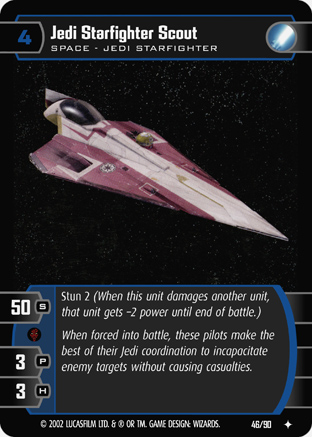 4
Jedi Starfighter Scout
SPACE - JEDI STARFIGHTER
50 S
Stun 2 (When this unit damages another unit,
that unit gets –2 power until end of battle.)
When forced into battle, these pilots make the
best of their Jedi coordination to incapacitate
enemy targets without causing casualties.
3 P
3 H
© 2002 LUCASFILM LTD. & ® OR TM. GAME DESIGN: WIZARDS.
46/90